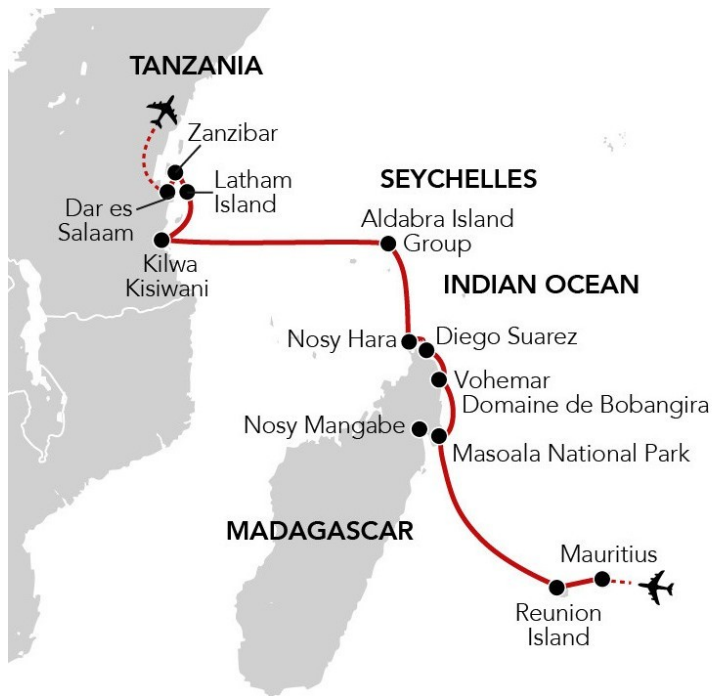 TANZANIA
Zanzibar
Latham
Island
Dar es
Salaam
Kilwa
Kisiwani
SEYCHELLES
Aldabra Island
Group
INDIAN OCEAN
Nosy Hara
Diego Suarez
Vohemar
Domaine de Bobangira
Nosy Mangabe
Masoala National Park
MADAGASCAR
Mauritius
Reunion
Island